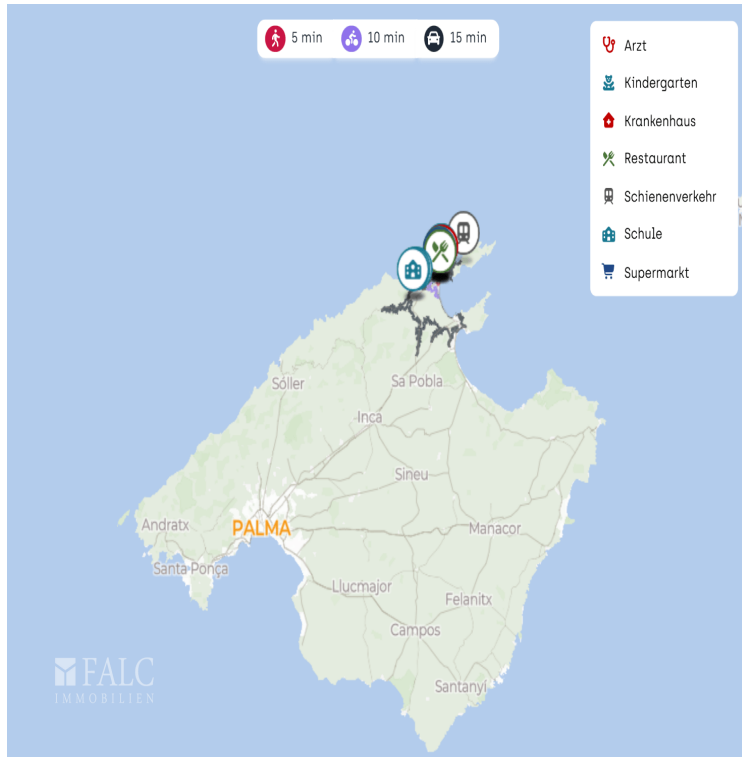 5 min
10 min
15 min
Arzt
Kindergarten
Krankenhaus
Restaurant
Schienenverkehr
Schule
Supermarkt
Sóller
Sa Pobla
Inca
Sineu
Andratx
PALMA
Manacor
Santa Ponça
Llucmajor
Felanitx
Campos
FALC
IMMOBILIEN
Santanyí